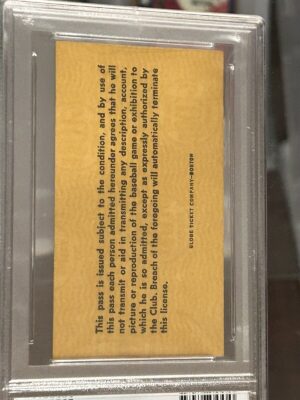 This pass is issued subject to the condition, and by use of
this pass each person admitted hereunder agrees that he will
not transmit or aid in transmitting any description, account,
picture or reproduction of the baseball game or exhibition to
which he is so admitted, except as expressly authorized by
the Club. Breach of the foregoing will automatically terminate
this license.
GLOBE TICKET COMPANY—BOSTON